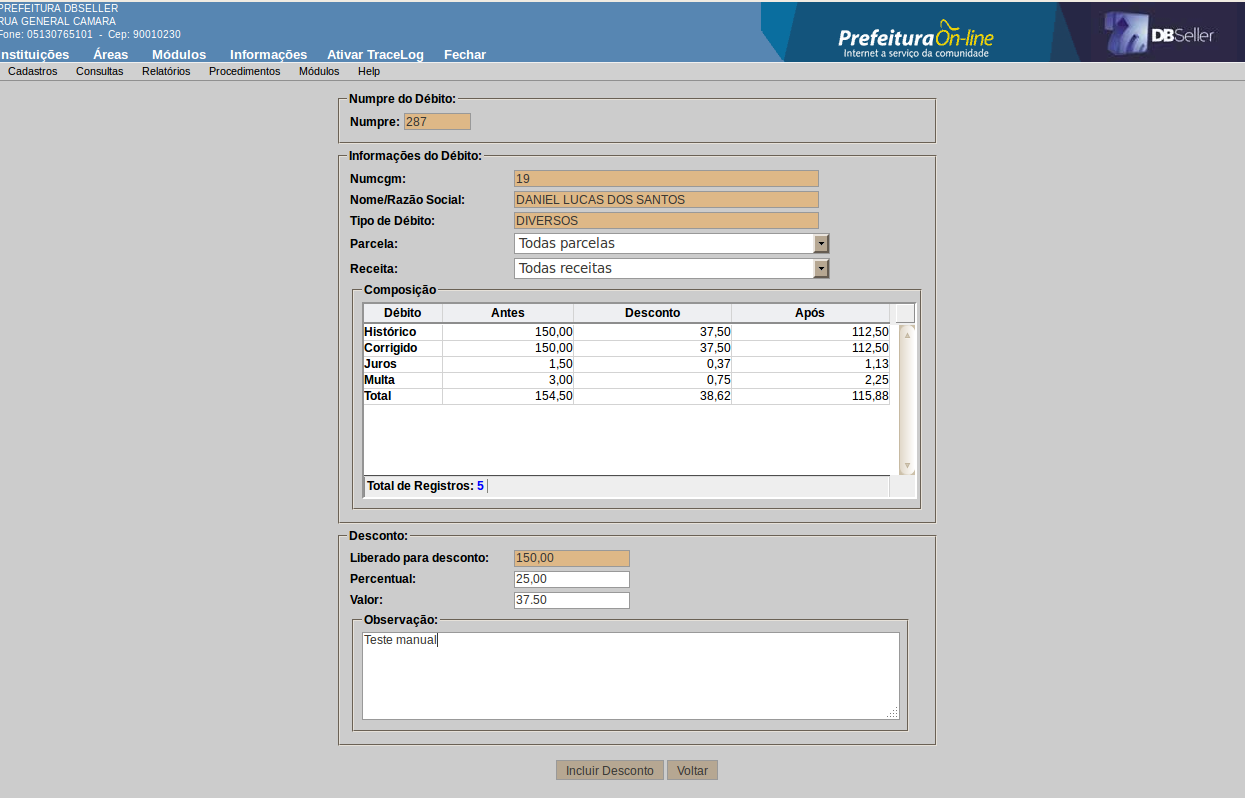 PREFEITURA DBSELLER
RUA GENERAL CAMARA
Fone: 05130765101 - Cep: 90010230
nstituições Áreas Módulos Informações Ativar TraceLog Fechar
PrefeituraOn-line
Internet a serviço da comunidade
DBSeller
Cadastros Consultas Relatórios Procedimentos Módulos Help
Numpre do Débito:
Numpre: 287
Informações do Débito:
Numcgm: 19
Nome/Razão Social: DANIEL LUCAS DOS SANTOS
Tipo de Débito: DIVERSOS
Parcela: Todas parcelas
Receita: Todas receitas
Composição
Débito Antes Desconto Após
Histórico 150,00 37,50 112,50
Corrigido 150,00 37,50 112,50
Juros 1,50 0,37 1,13
Multa 3,00 0,75 2,25
Total 154,50 38,62 115,88
Total de Registros: 5
Desconto:
Liberado para desconto: 150,00
Percentual: 25,00
Valor: 37.50
Observação:
Teste manual
Incluir Desconto Voltar